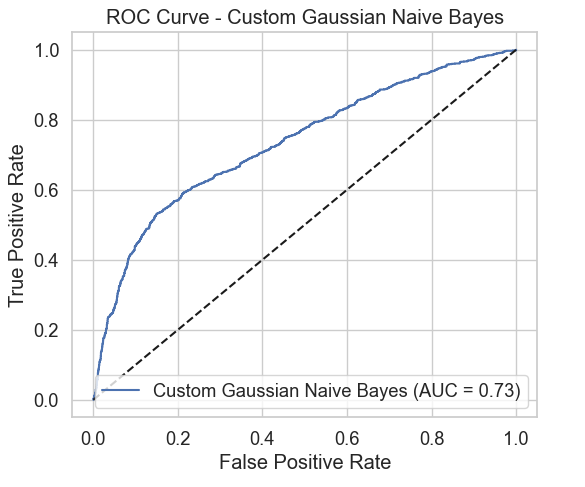 ROC Curve - Custom Gaussian Naive Bayes
True Positive Rate
1.0
0.8
0.6
0.4
0.2
0.0
Custom Gaussian Naive Bayes (AUC = 0.73)
0.0 0.2 0.4 0.6 0.8 1.0
False Positive Rate